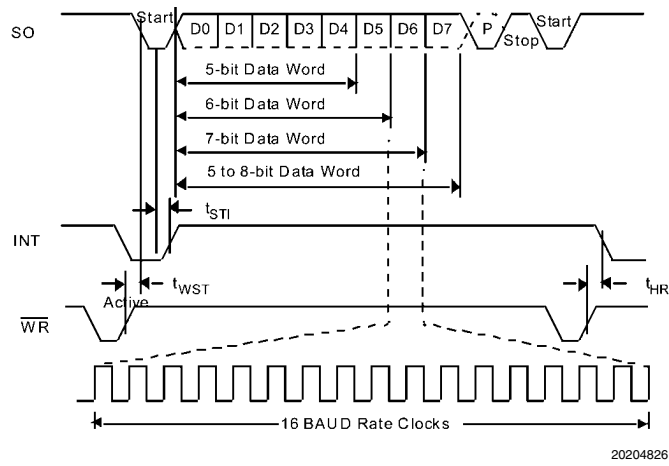 SO
Start
D0 D1 D2 D3 D4 D5 D6 D7
P
Stop
Start
5-bit Data Word
6-bit Data Word
7-bit Data Word
5 to 8-bit Data Word
tSTI
INT
tWST
tHR
Active
WR
16 BAUD Rate Clocks
20204826